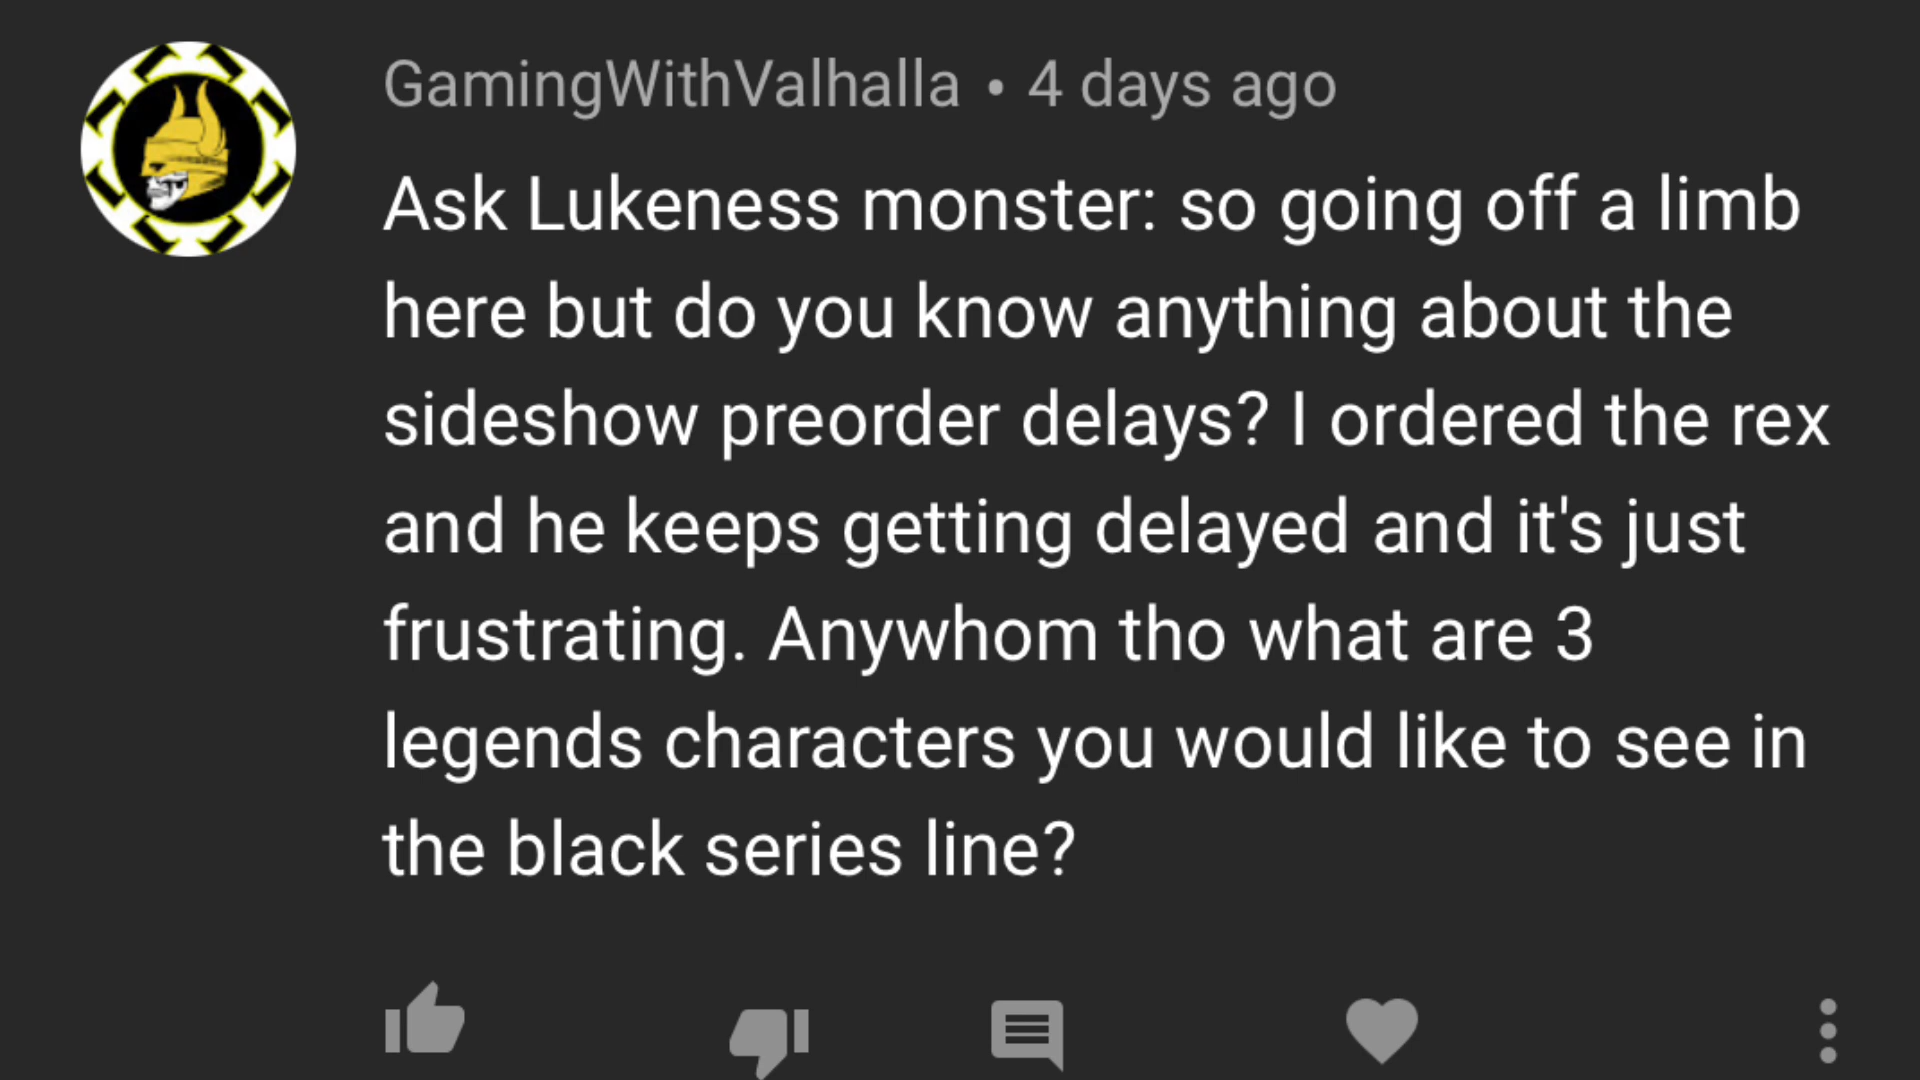 GamingWithValhalla • 4 days ago
Ask Lukeness monster: so going off a limb
here but do you know anything about the
sideshow preorder delays? I ordered the rex
and he keeps getting delayed and it's just
frustrating. Anywhom tho what are 3
legends characters you would like to see in
the black series line?